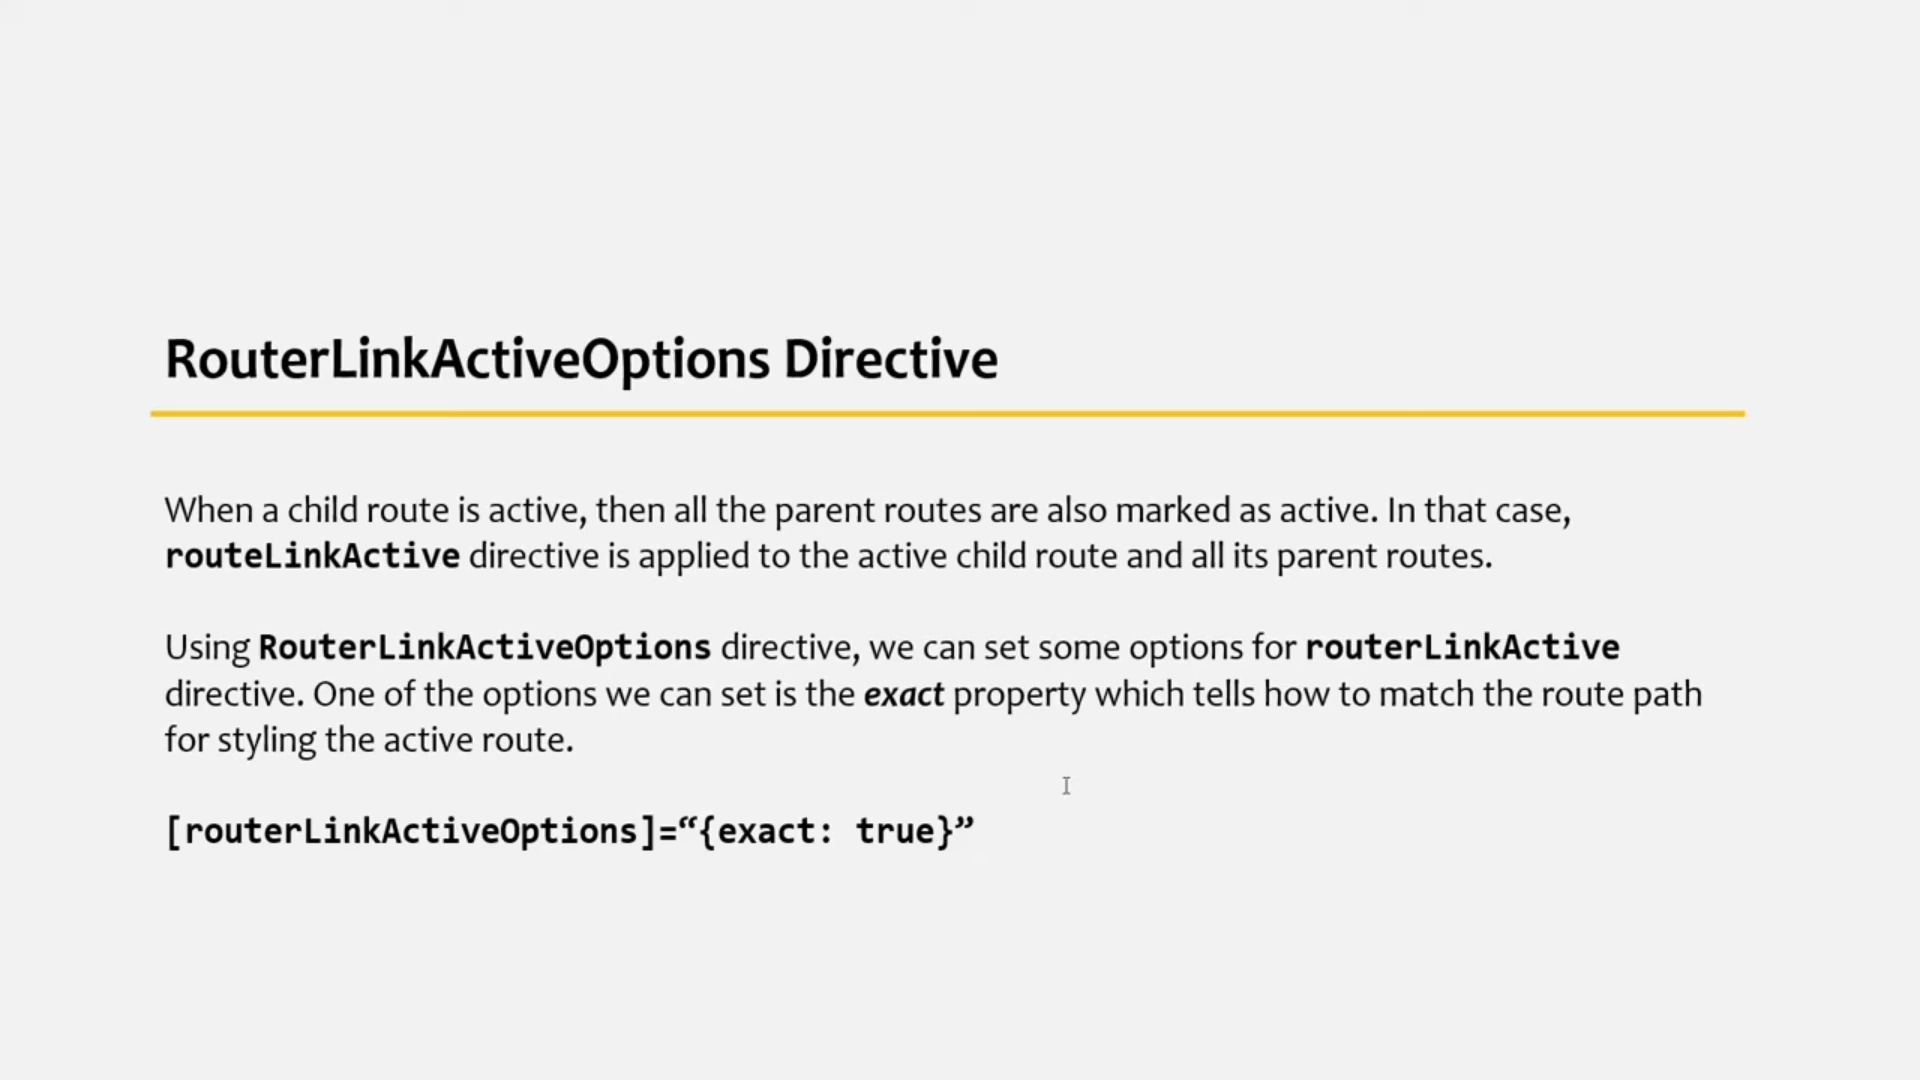 RouterLinkActiveOptions Directive
When a child route is active, then all the parent routes are also marked as active. In that case,
routeLinkActive directive is applied to the active child route and all its parent routes.
Using RouterLinkActiveOptions directive, we can set some options for routerLinkActive
directive. One of the options we can set is the exact property which tells how to match the route path
for styling the active route.
[routerLinkActiveOptions]=“{exact: true}”